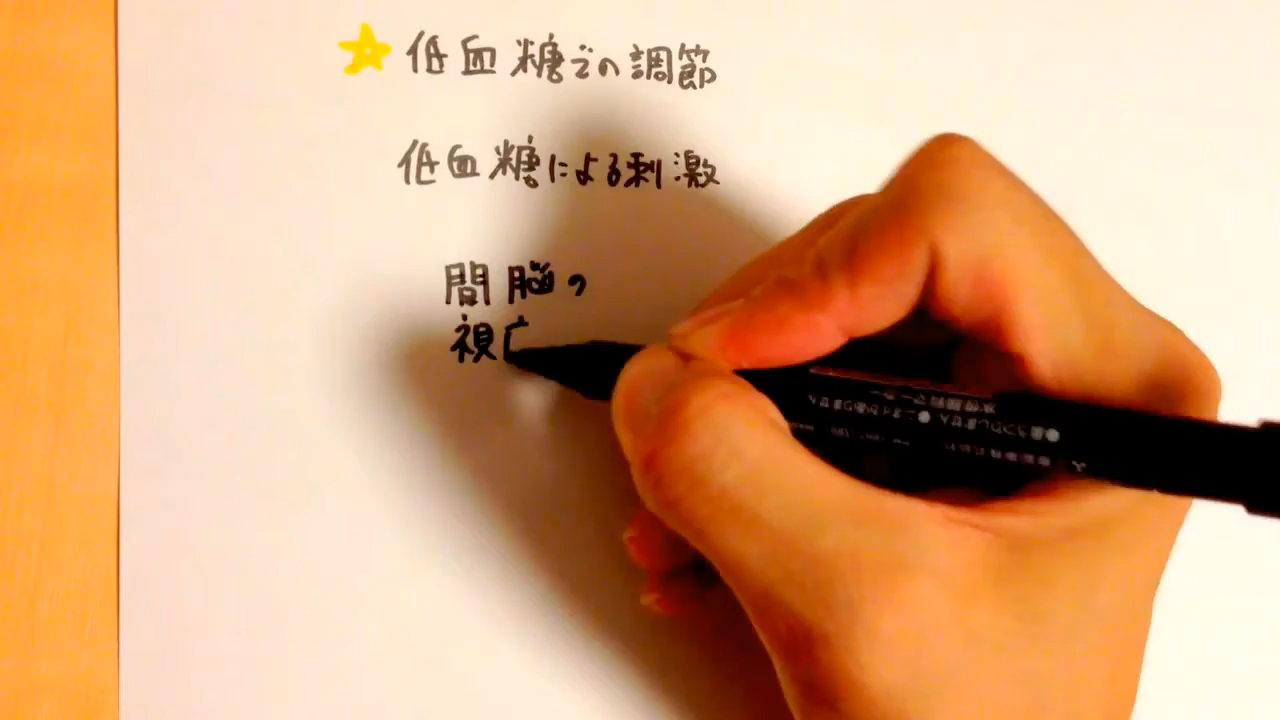 低血糖での調節
低血糖による刺激
間脳の
視